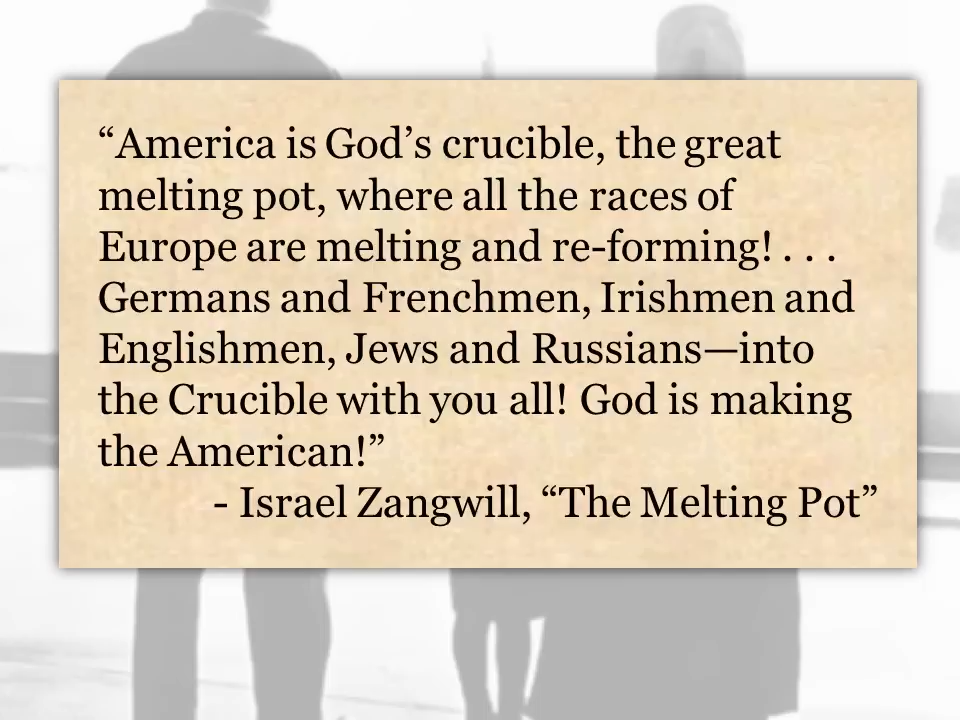 “America is God’s crucible, the great
melting pot, where all the races of
Europe are melting and re-forming! . . .
Germans and Frenchmen, Irishmen and
Englishmen, Jews and Russians—into
the Crucible with you all! God is making
the American!”
- Israel Zangwill, “The Melting Pot”